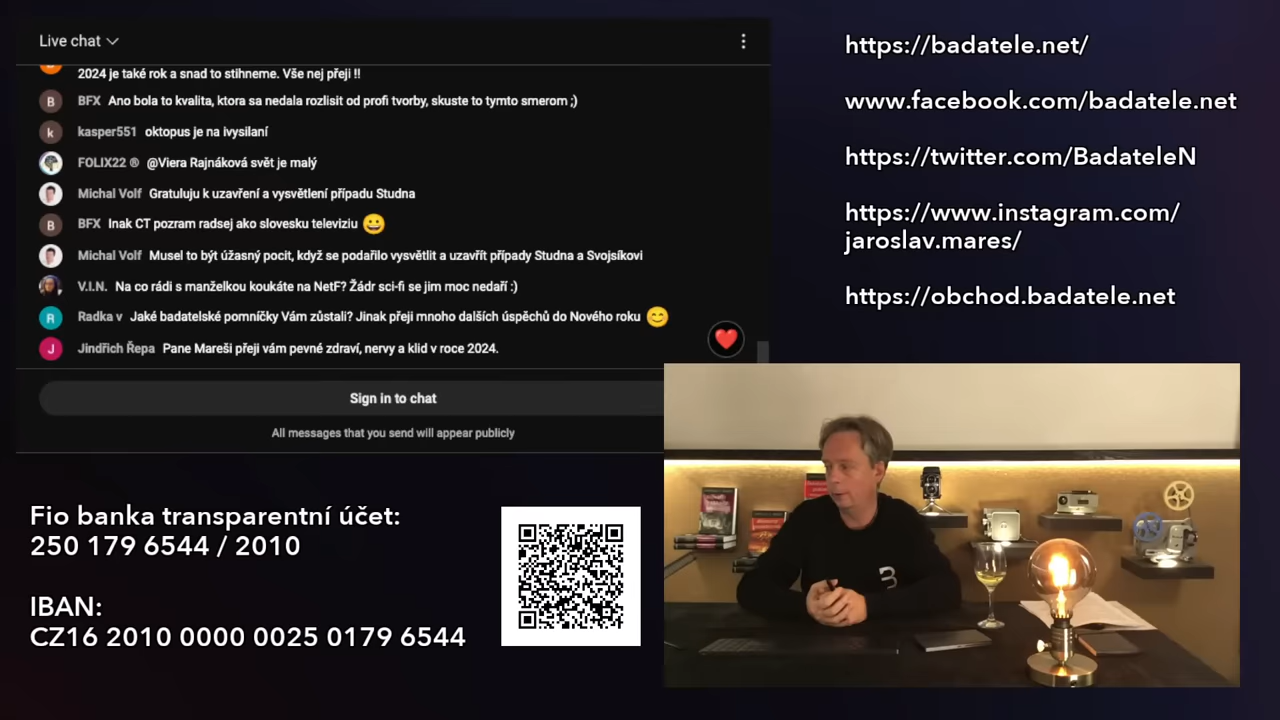 Live chat
2024 je také rok a snad to stihneme. Vše nej přeji !!
B BFX Ano bola to kvalita, ktora sa nedala rozlisit od profi tvorby, skuste to tymto smerom ;)
k kasper551 oktopus je na ivysilaní
FOLIX22 ® @Viera Rajnáková svět je malý
Michal Volf Gratuluju k uzavření a vysvětlení případu Studna
B BFX Inak CT pozram radsej ako slovesku televiziu 😀
Michal Volf Musel to být úžasný pocit, když se podařilo vysvětlit a uzavřít případy Studna a Svojsíkovi
V.I.N. Na co rádi s manželkou koukáte na NetF? Žádr sci-fi se jim moc nedaří :)
R Radka v Jaké badatelské pomníčky Vám zůstali? Jinak přeji mnoho dalších úspěchů do Nového roku 😊
J Jindřich Řepa Pane Mareši přeji vám pevné zdraví, nervy a klid v roce 2024.
Sign in to chat
All messages that you send will appear publicly
https://badatele.net/
www.facebook.com/badatele.net
https://twitter.com/BadateleN
https://www.instagram.com/
jaroslav.mares/
https://obchod.badatele.net
Fio banka transparentní účet:
250 179 6544 / 2010
IBAN:
CZ16 2010 0000 0025 0179 6544